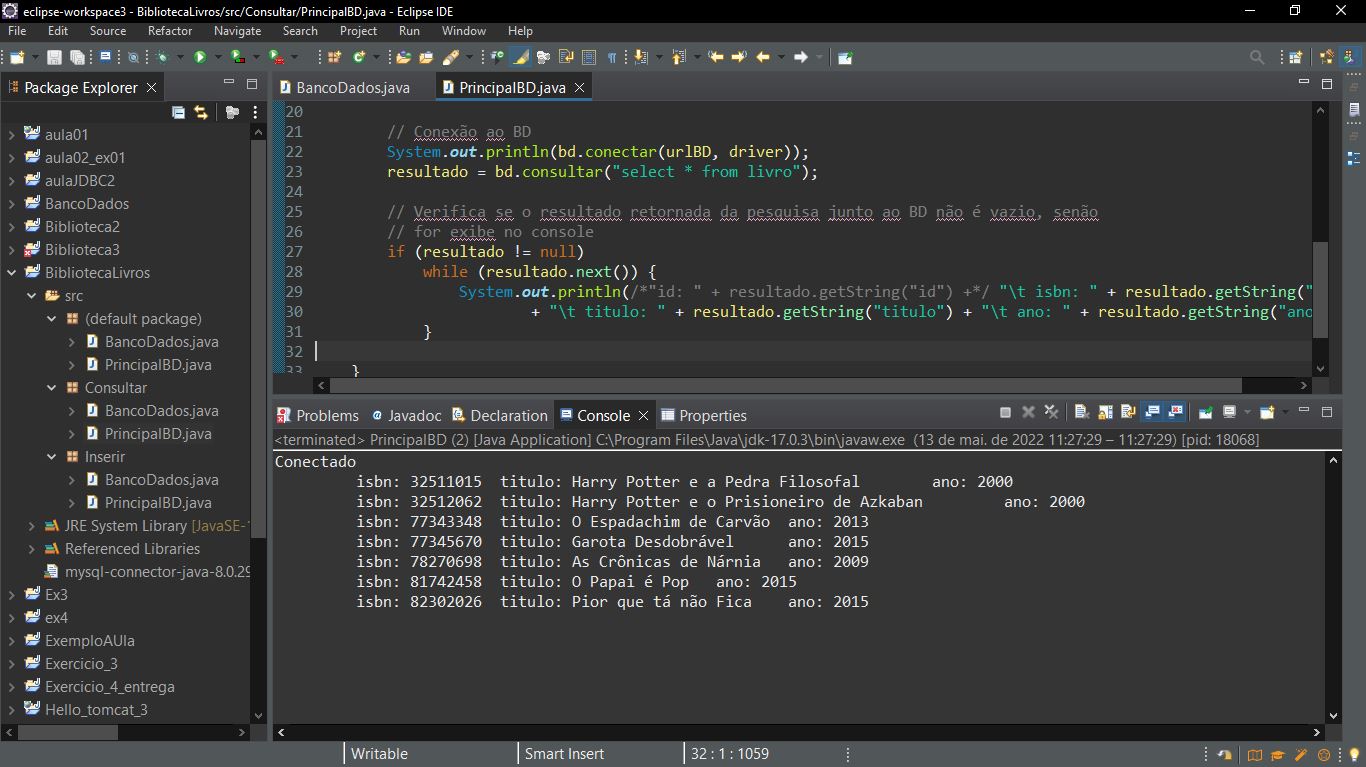 eclipse-workspace3 - BibliotecaLivros/src/Consultar/PrincipalBD.java - Eclipse IDE
File Edit Source Refactor Navigate Search Project Run Window Help
Package Explorer
aula01
aula02_ex01
aulaJDBC2
BancoDados
Biblioteca2
Biblioteca3
BibliotecaLivros
src
(default package)
BancoDados.java
PrincipalBD.java
Consultar
BancoDados.java
PrincipalBD.java
Inserir
BancoDados.java
PrincipalBD.java
JRE System Library [JavaSE-
Referenced Libraries
mysql-connector-java-8.0.29
Ex3
ex4
ExemploAUla
Exercicio_3
Exercicio_4_entrega
Hello_tomcat_3
BancoDados.java PrincipalBD.java
20
21 // Conexão ao BD
22 System.out.println(bd.conectar(urlBD, driver));
23 resultado = bd.consultar("select * from livro");
24
25 // Verifica se o resultado retornada da pesquisa junto ao BD não é vazio, senão
26 // for exibe no console
27 if (resultado != null)
28 while (resultado.next()) {
29 System.out.println(/*"id: " + resultado.getString("id") +*/ "\t isbn: " + resultado.getString("
30 + "\t titulo: " + resultado.getString("titulo") + "\t ano: " + resultado.getString("ano
31 }
32
33 }
Problems Javadoc Declaration Console Properties
<terminated> PrincipalBD (2) [Java Application] C:\Program Files\Java\jdk-17.0.3\bin\javaw.exe (13 de mai. de 2022 11:27:29 – 11:27:29) [pid: 18068]
Conectado
isbn: 32511015 titulo: Harry Potter e a Pedra Filosofal ano: 2000
isbn: 32512062 titulo: Harry Potter e o Prisioneiro de Azkaban ano: 2000
isbn: 77343348 titulo: O Espadachim de Carvão ano: 2013
isbn: 77345670 titulo: Garota Desdobrável ano: 2015
isbn: 78270698 titulo: As Crônicas de Nárnia ano: 2009
isbn: 81742458 titulo: O Papai é Pop ano: 2015
isbn: 82302026 titulo: Pior que tá não Fica ano: 2015
Writable Smart Insert 32 : 1 : 1059